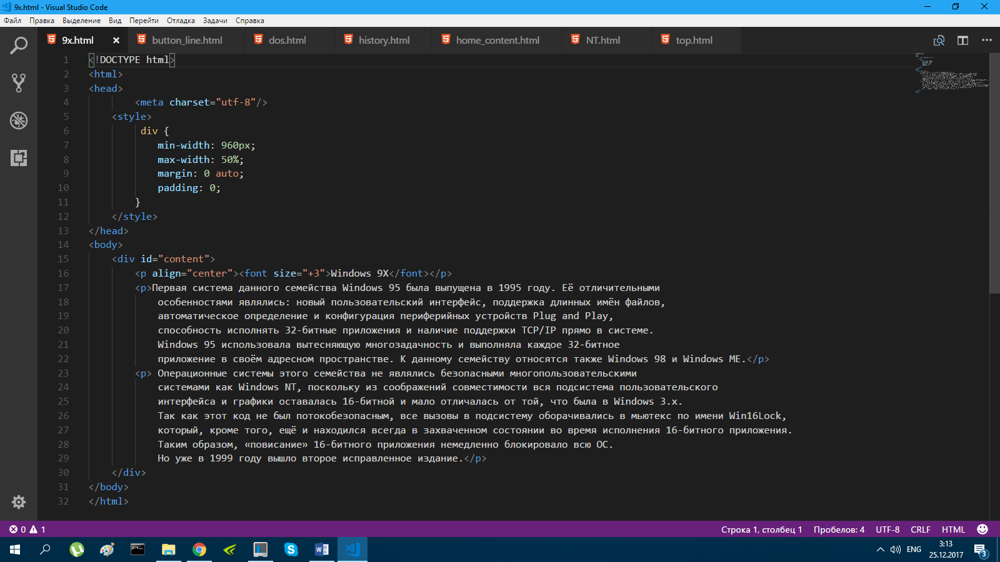 9x.html - Visual Studio Code
Файл Правка Выделение Вид Перейти Отладка Задачи Справка
9x.html button_line.html dos.html history.html home_content.html NT.html top.html
1 <!DOCTYPE html>
2 <html>
3 <head>
4 <meta charset="utf-8"/>
5 <style>
6 div {
7 min-width: 960px;
8 max-width: 50%;
9 margin: 0 auto;
10 padding: 0;
11 }
12 </style>
13 </head>
14 <body>
15 <div id="content">
16 <p align="center"><font size="+3">Windows 9X</font></p>
17 <p>Первая система данного семейства Windows 95 была выпущена в 1995 году. Её отличительными
18 особенностями являлись: новый пользовательский интерфейс, поддержка длинных имён файлов,
19 автоматическое определение и конфигурация периферийных устройств Plug and Play,
20 способность исполнять 32-битные приложения и наличие поддержки TCP/IP прямо в системе.
21 Windows 95 использовала вытесняющую многозадачность и выполняла каждое 32-битное
22 приложение в своём адресном пространстве. К данному семейству относятся также Windows 98 и Windows ME.</p>
23 <p> Операционные системы этого семейства не являлись безопасными многопользовательскими
24 системами как Windows NT, поскольку из соображений совместимости вся подсистема пользовательского
25 интерфейса и графики оставалась 16-битной и мало отличалась от той, что была в Windows 3.x.
26 Так как этот код не был потокобезопасным, все вызовы в подсистему оборачивались в мьютекс по имени Win16Lock,
27 который, кроме того, ещё и находился всегда в захваченном состоянии во время исполнения 16-битного приложения.
28 Таким образом, «повисание» 16-битного приложения немедленно блокировало всю ОС.
29 Но уже в 1999 году вышло второе исправленное издание.</p>
30 </div>
31 </body>
32 </html>
0 1 Строка 1, столбец 1 Пробелов: 4 UTF-8 CRLF HTML
ENG 3:13
25.12.2017 3